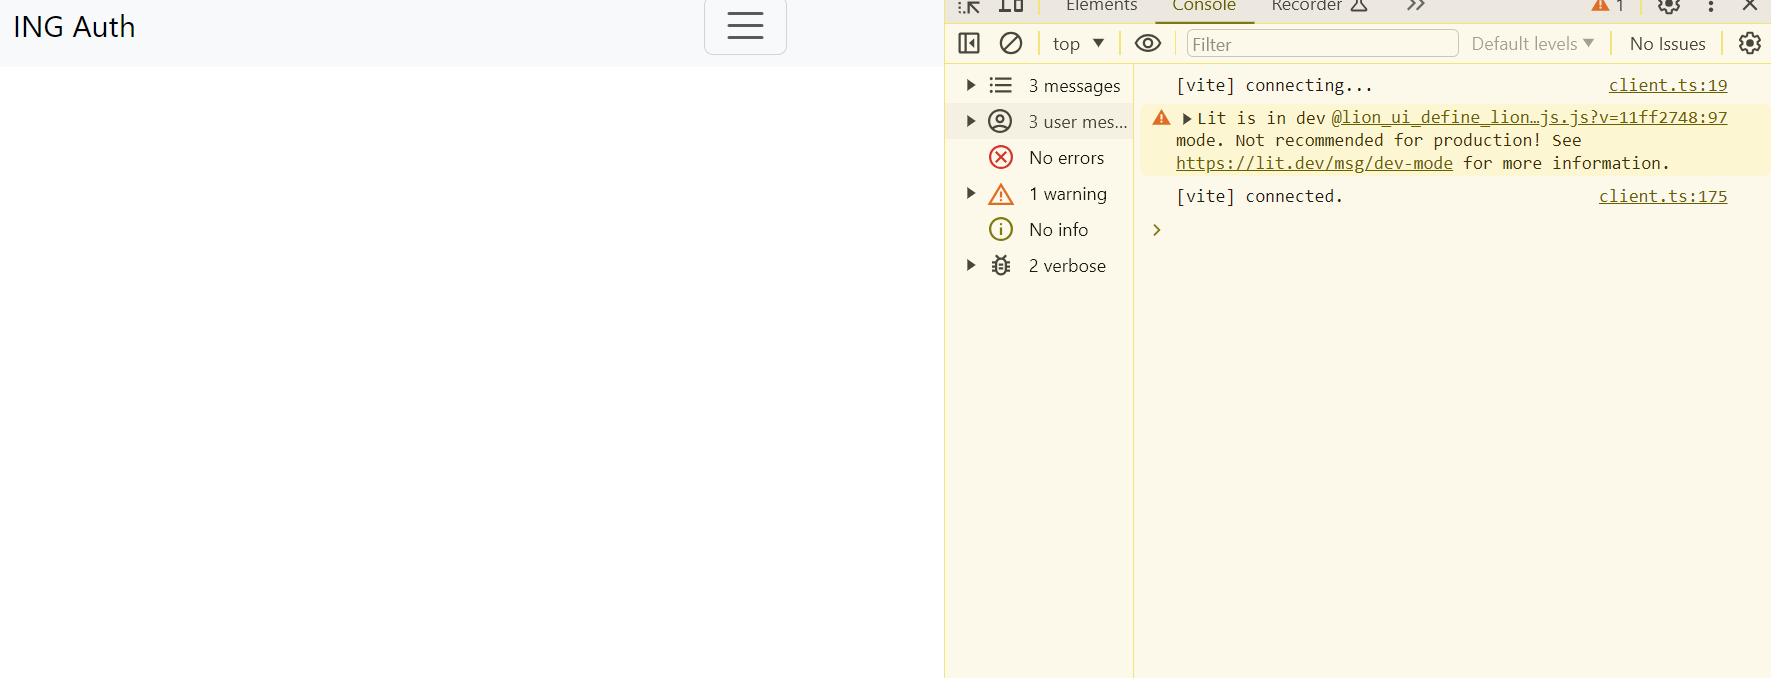 ING Auth
Elements Console Recorder 1
top Filter Default levels No Issues
3 messages
3 user mes...
No errors
1 warning
No info
2 verbose
[vite] connecting... client.ts:19
Lit is in dev @lion_ui_define_lion…js.js?v=11ff2748:97
mode. Not recommended for production! See
https://lit.dev/msg/dev-mode for more information.
[vite] connected. client.ts:175